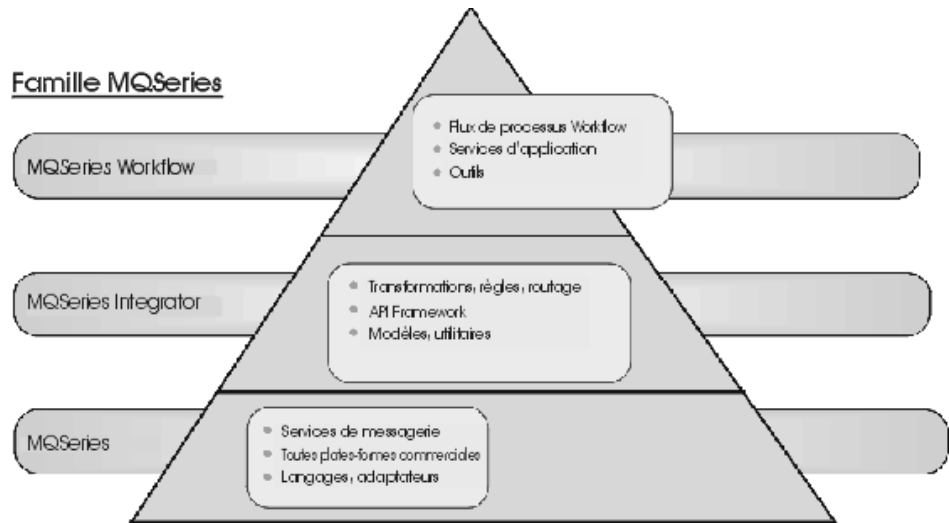 Famille MQSeries
MQSeries Workflow
Flux de processus Workflow
Services d'application
Outils
MQSeries Integrator
Transformations, règles, routage
API Framework
Modèles, utilitaires
MQSeries
Services de messagerie
Toutes plates-formes commerciales
Langages, adaptateurs